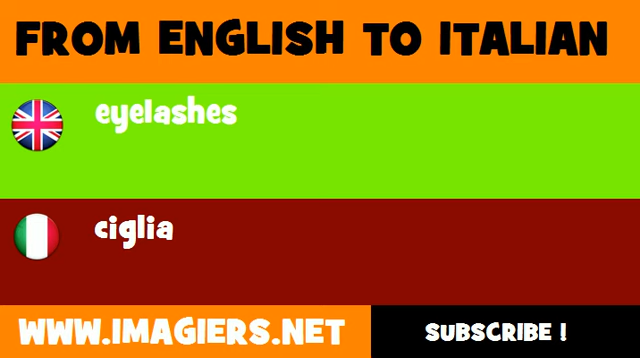 FROM ENGLISH TO ITALIAN
eyelashes
ciglia
WWW.IMAGIERS.NET
SUBSCRIBE !